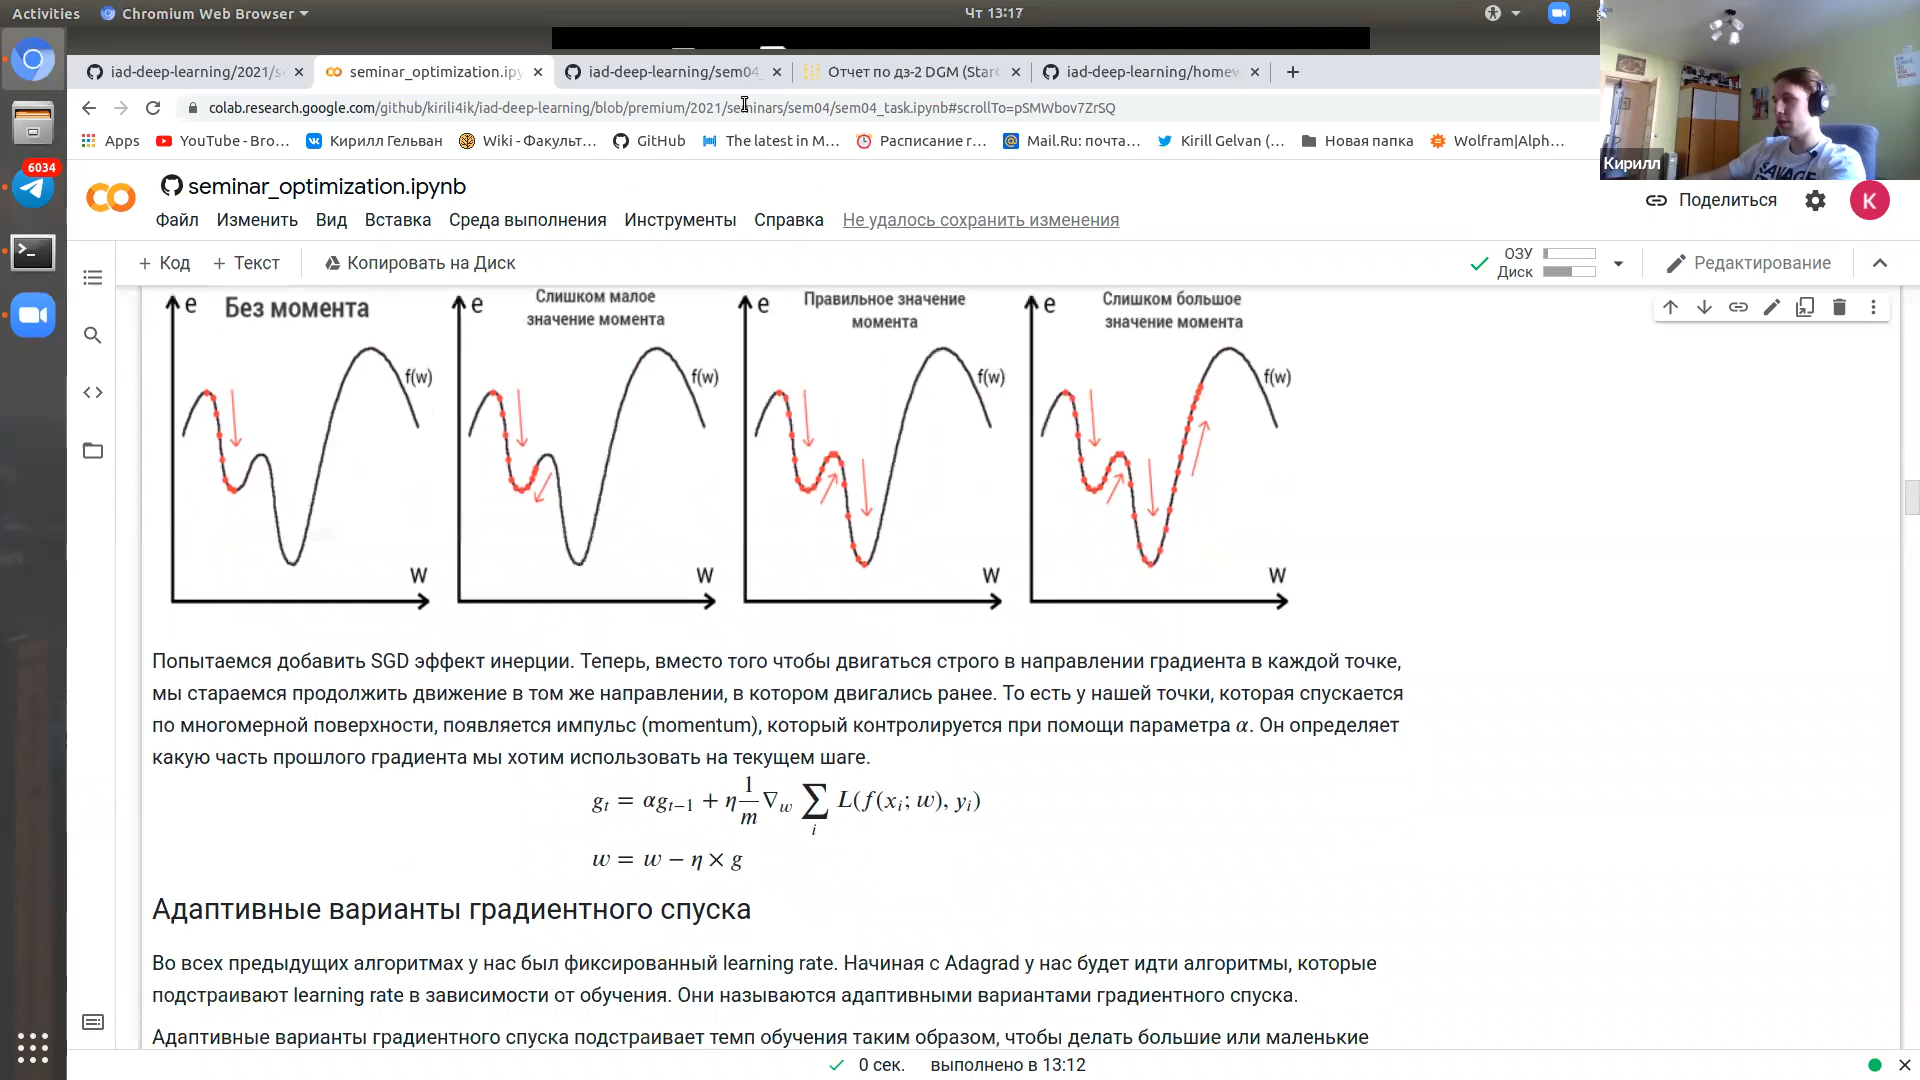 Activities
Chromium Web Browser
Чт 13:17
iad-deep-learning/2021/s
seminar_optimization.ipy
iad-deep-learning/sem04_
Отчет по дз-2 DGM (Star
iad-deep-learning/homew
colab.research.google.com/github/kirili4ik/iad-deep-learning/blob/premium/2021/seminars/sem04/sem04_task.ipynb#scrollTo=pSMWbov7ZrSQ
Apps
YouTube - Bro...
Кирилл Гельван
Wiki - Факульт...
GitHub
The latest in M...
Расписание г...
Mail.Ru: почта...
Kirill Gelvan (...
Новая папка
Wolfram|Alph...
Кирилл
6034
seminar_optimization.ipynb
Поделиться
K
Файл Изменить Вид Вставка Среда выполнения Инструменты Справка Не удалось сохранить изменения
+ Код + Текст Копировать на Диск
ОЗУ
Диск
Редактирование
e Без момента
f(w)
W
e Слишком малое
значение момента
f(w)
W
e Правильное значение
момента
f(w)
W
e Слишком большое
значение момента
f(w)
W
Попытаемся добавить SGD эффект инерции. Теперь, вместо того чтобы двигаться строго в направлении градиента в каждой точке,
мы стараемся продолжить движение в том же направлении, в котором двигались ранее. То есть у нашей точки, которая спускается
по многомерной поверхности, появляется импульс (momentum), который контролируется при помощи параметра α. Он определяет
какую часть прошлого градиента мы хотим использовать на текущем шаге.
g_t = αg_{t−1} + η 1/m ∇_w ∑_i L(f(x_i; w), y_i)
w = w − η × g
Адаптивные варианты градиентного спуска
Во всех предыдущих алгоритмах у нас был фиксированный learning rate. Начиная с Adagrad у нас будет идти алгоритмы, которые
подстраивают learning rate в зависимости от обучения. Они называются адаптивными вариантами градиентного спуска.
Адаптивные варианты градиентного спуска подстраивает темп обучения таким образом, чтобы делать большие или маленькие
0 сек. выполнено в 13:12